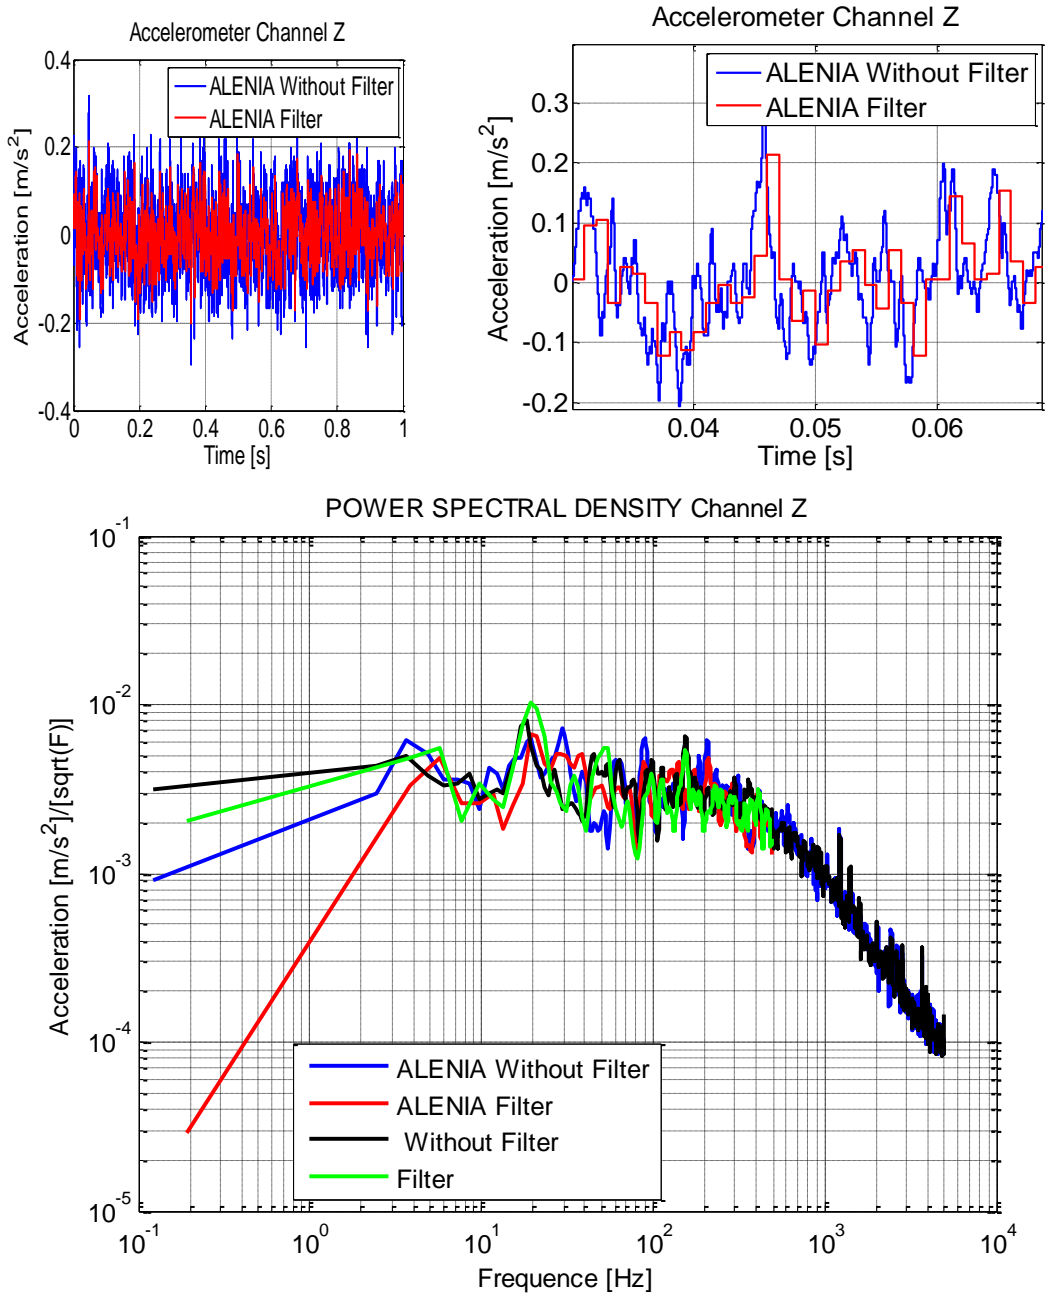 Accelerometer Channel Z
0.4
0.2
0
-0.2
-0.4
0
0.2
0.4
0.6
0.8
1
Acceleration [m/s²]
Time [s]
ALENIA Without Filter
ALENIA Filter
Accelerometer Channel Z
0.3
0.2
0.1
0
-0.1
-0.2
0.04
0.05
0.06
Acceleration [m/s²]
Time [s]
ALENIA Without Filter
ALENIA Filter
POWER SPECTRAL DENSITY Channel Z
10⁻¹
10⁻²
10⁻³
10⁻⁴
10⁻⁵
10⁻¹
10⁰
10¹
10²
10³
10⁴
Acceleration [m/s²]/[sqrt(F)]
Frequence [Hz]
ALENIA Without Filter
ALENIA Filter
Without Filter
Filter